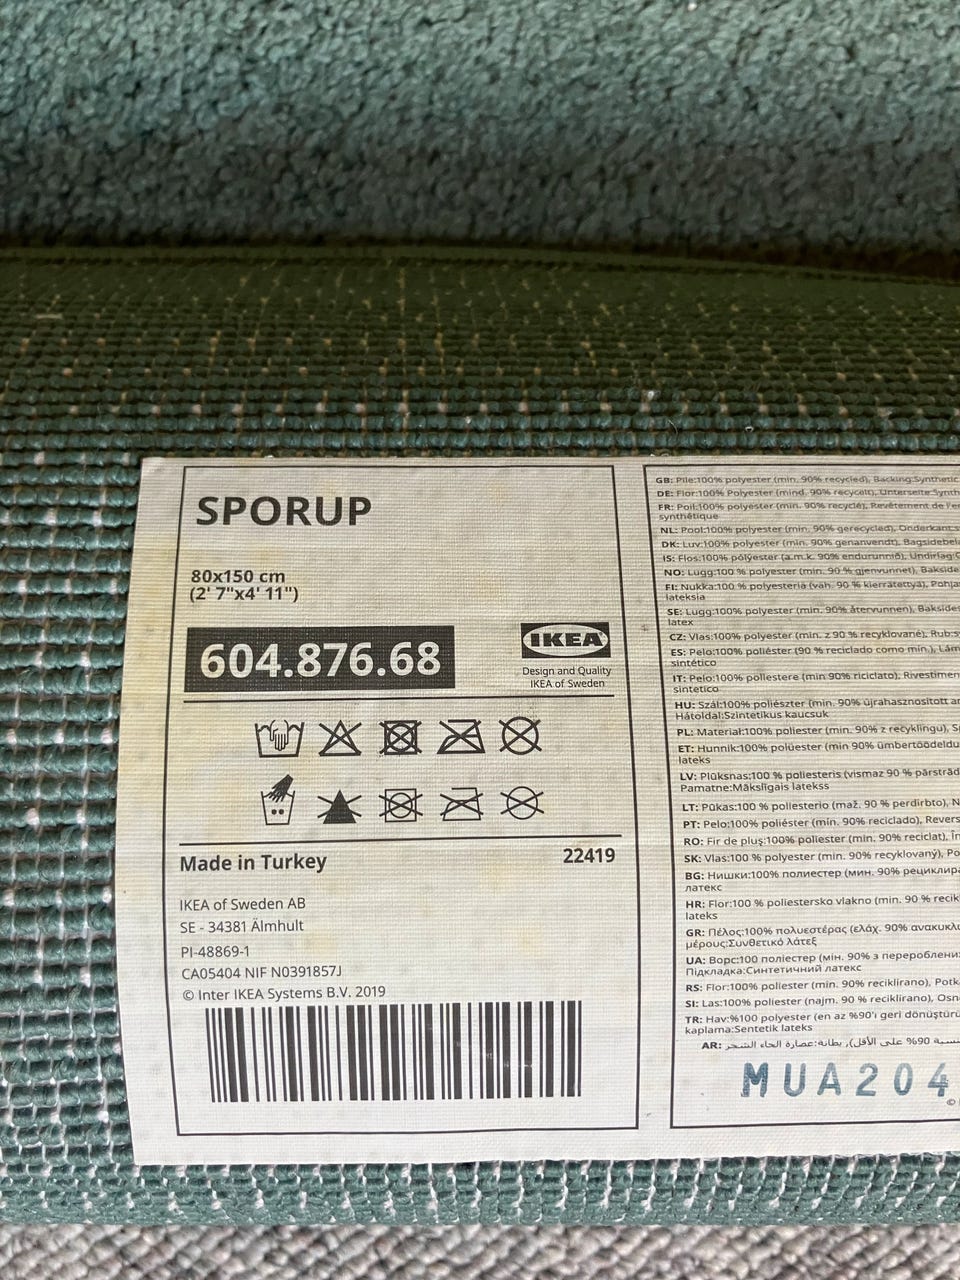 SPORUP
80x150 cm
(2' 7"x4' 11")
604.876.68
IKEA
Design and Quality
IKEA of Sweden
Made in Turkey
22419
IKEA of Sweden AB
SE - 34381 Älmhult
PI-48869-1
CA05404 NIF N0391857J
© Inter IKEA Systems B.V. 2019
GB: Pile:100% polyester (min. 90% recycled), Backing:Synthetic
DE: Flor:100% Polyester (mind. 90% recycelt), Unterseite:Synth
FR: Poil:100% polyester (min. 90% recyclé), Revêtement de l'en
synthétique
NL: Pool:100% polyester (min. 90% gerecycled), Onderkant:s
DK: Luv:100% polyester (min. 90% genanvendt), Bagsidebela
IS: Flos:100% pólýester (a.m.k. 90% endurunnið), Undirlag:
NO: Lugg:100 % polyester (min. 90 % gjenvunnet), Bakside
FI: Nukka:100 % polyesteria (väh. 90 % kierrätettyä), Pohja
lateksia
SE: Lugg:100% polyester (min. 90% återvunnen), Baksides
latex
CZ: Vlas:100% polyester (min. z 90 % recyklované), Rub:s
ES: Pelo:100% poliéster (90 % reciclado como mín.), Lám
sintético
IT: Pelo:100% poliestere (min 90% riciclato), Rivestimen
sintetico
HU: Szál:100% poliészter (min. 90% újrahasznosított an
Hátoldal:Szintetikus kaucsuk
PL: Materiał:100% poliester (min. 90% z recyklingu), S
ET: Hunnik:100% polüester (min 90% ümbertöödeldu
lateks
LV: Plūksnas:100 % poliesteris (vismaz 90 % pārstrād
Pamatne:Mākslīgais latekss
LT: Pūkas:100 % poliesterio (maž. 90 % perdirbto), N
PT: Pelo:100% poliéster (min. 90% reciclado), Revers
RO: Fir de pluş:100% poliester (min. 90% reciclat), În
SK: Vlas:100 % polyester (min. 90% recyklovaný), Po
BG: Нишки:100% полиестер (мин. 90% рециклира
латекс
HR: Flor:100 % poliestersko vlakno (min. 90 % recik
lateks
GR: Πέλος:100% πολυεστέρας (ελάχ. 90% ανακυκλ
μέρους:Συνθετικό λάτεξ
UA: Ворс:100 поліестер (мін. 90% з переробленн
Підкладка:Синтетичний латекс
RS: Flor:100% poliester (min. 90% reciklirano), Potk
SI: Las:100% poliester (najm. 90 % reciklirano), Osn
TR: Hav:%100 polyester (en az %90'ı geri dönüştürü
kaplama:Sentetik lateks
AR:
MUA204
©